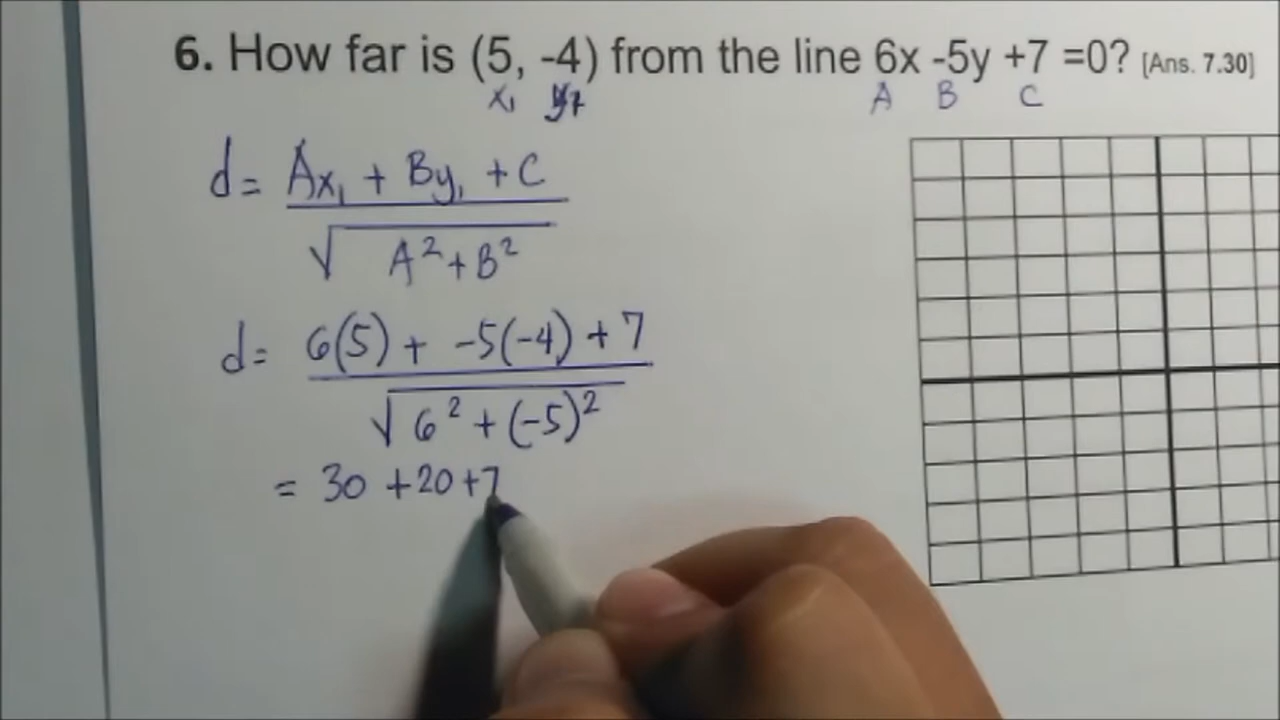 6. How far is (5, -4) from the line 6x -5y +7 =0? [Ans. 7.30]
x₁ y₁ A B C
d = Ax₁ + By₁ + C
√ A² + B²
d = 6(5) + -5(-4) + 7
√ 6² + (-5)²
= 30 + 20 + 7